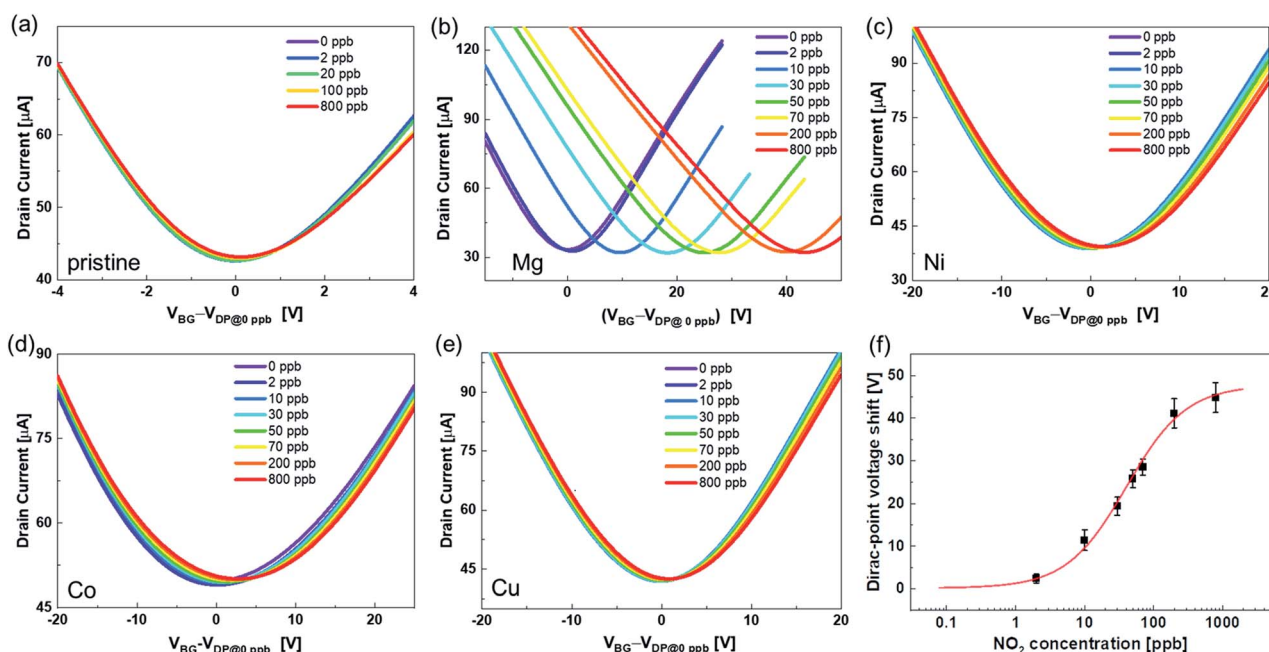 (a)
70
60
50
40
Drain Current [μA]
0 ppb
2 ppb
20 ppb
100 ppb
800 ppb
pristine
-4
-2
0
2
4
V_BG–V_DP@0 ppb [V]
(b)
120
90
60
30
Drain Current [μA]
0 ppb
2 ppb
10 ppb
30 ppb
50 ppb
70 ppb
200 ppb
800 ppb
Mg
0
20
40
(V_BG–V_DP@ 0 ppb) [V]
(c)
90
75
60
45
30
Drain Current [μA]
0 ppb
2 ppb
10 ppb
30 ppb
50 ppb
70 ppb
200 ppb
800 ppb
Ni
-20
-10
0
10
20
V_BG–V_DP@0 ppb [V]
(d)
90
75
60
45
Drain Current [μA]
0 ppb
2 ppb
10 ppb
30 ppb
50 ppb
70 ppb
200 ppb
800 ppb
Co
-20
-10
0
10
20
V_BG-V_DP@0 ppb [V]
(e)
90
75
60
45
Drain Current [μA]
0 ppb
2 ppb
10 ppb
30 ppb
50 ppb
70 ppb
200 ppb
800 ppb
Cu
-20
-10
0
10
20
V_BG–V_DP@0 ppb [V]
(f)
50
40
30
20
10
0
Dirac-point voltage shift [V]
0.1
1
10
100
1000
NO₂ concentration [ppb]